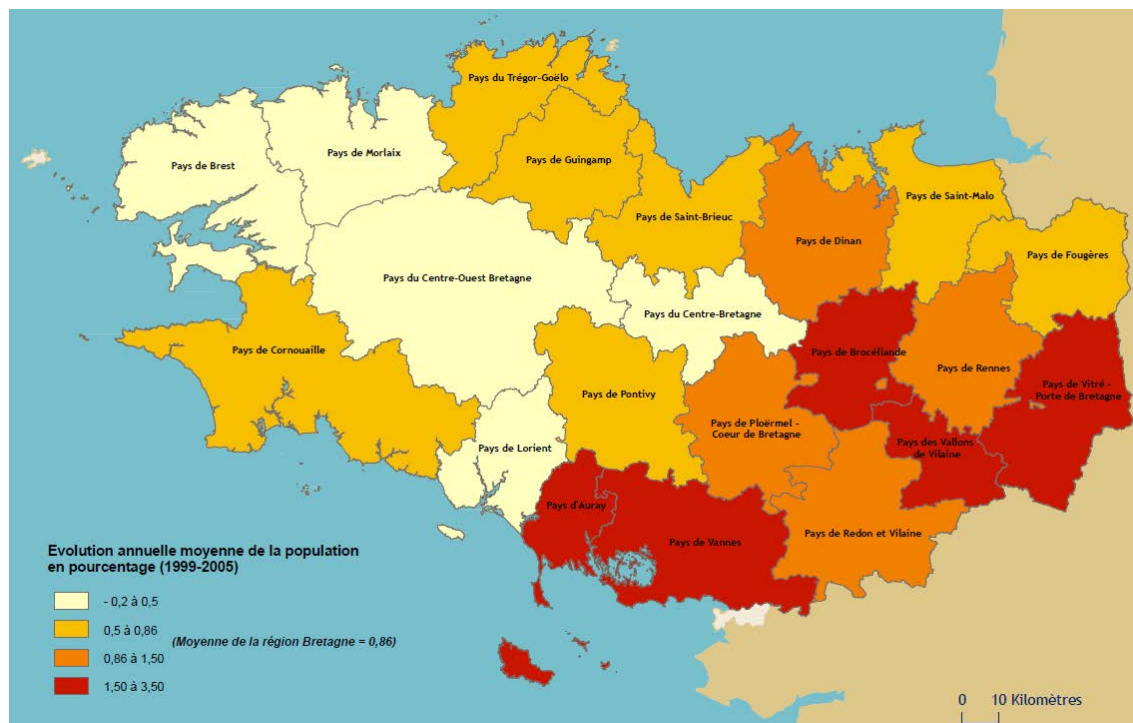 Pays du Trégor-Goëlo
Pays de Morlaix
Pays de Guingamp
Pays de Brest
Pays de Saint-Malo
Pays de Saint-Brieuc
Pays de Dinan
Pays de Fougères
Pays du Centre-Ouest Bretagne
Pays du Centre-Bretagne
Pays de Cornouaille
Pays de Brocéliande
Pays de Rennes
Pays de Vitré -
Porte de Bretagne
Pays de Pontivy
Pays de Ploërmel -
Coeur de Bretagne
Pays des Vallons
de Vilaine
Pays de Lorient
Pays d'Auray
Pays de Vannes
Pays de Redon et Vilaine
Evolution annuelle moyenne de la population
en pourcentage (1999-2005)
- 0,2 à 0,5
0,5 à 0,86
(Moyenne de la région Bretagne = 0,86)
0,86 à 1,50
1,50 à 3,50
0 10 Kilomètres